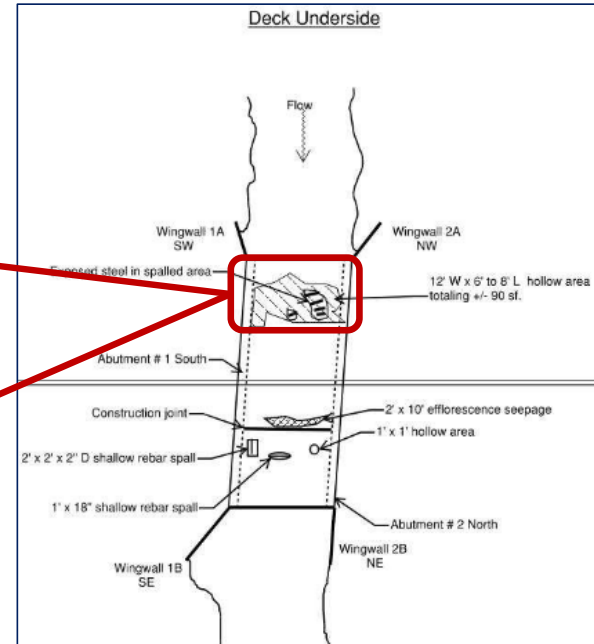 Deck Underside
Flow
Wingwall 1A
SW
Wingwall 2A
NW
Exposed steel in spalled area
12' W x 6' to 8' L hollow area
totaling +/- 90 sf.
Abutment # 1 South
Construction joint
2' x 10' efflorescence seepage
1' x 1' hollow area
2' x 2' x 2" D shallow rebar spall
1' x 18" shallow rebar spall
Abutment # 2 North
Wingwall 1B
SE
Wingwall 2B
NE